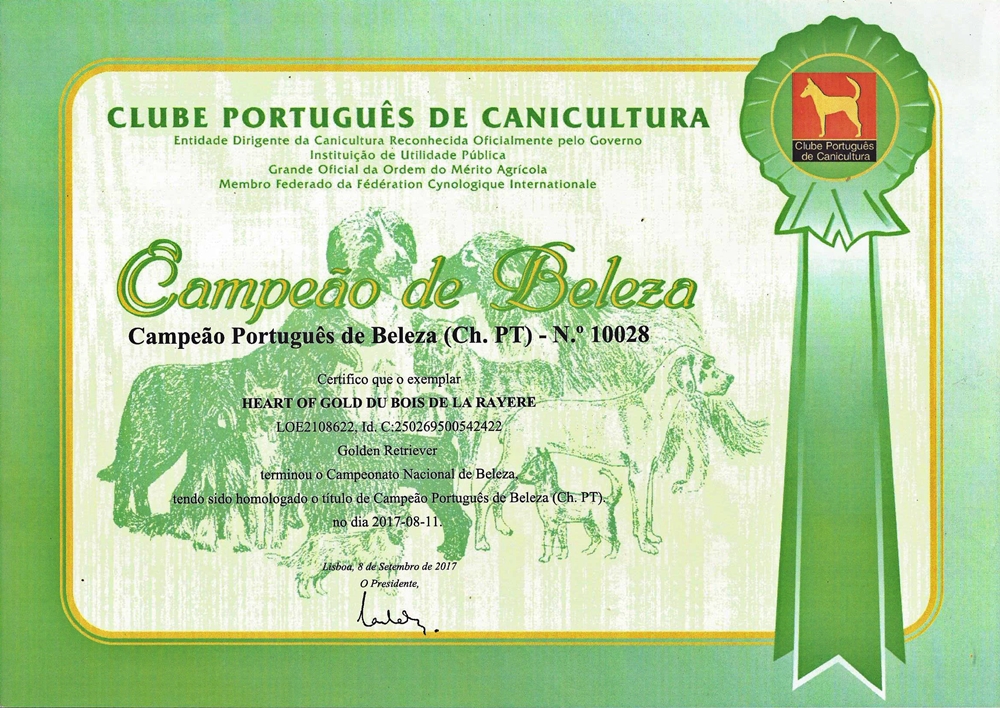 CLUBE PORTUGUÊS DE CANICULTURA
Entidade Dirigente da Canicultura Reconhecida Oficialmente pelo Governo
Instituição de Utilidade Pública
Grande Oficial da Ordem do Mérito Agrícola
Membro Federado da Fédération Cynologique Internationale
Clube Português
de Canicultura
Campeão de Beleza
Campeão Português de Beleza (Ch. PT) - N.º 10028
Certifico que o exemplar
HEART OF GOLD DU BOIS DE LA RAYERE
LOE2108622, Id. C:250269500542422
Golden Retriever
terminou o Campeonato Nacional de Beleza,
tendo sido homologado o título de Campeão Português de Beleza (Ch. PT).
no dia 2017-08-11.
Lisboa, 8 de Setembro de 2017
O Presidente,